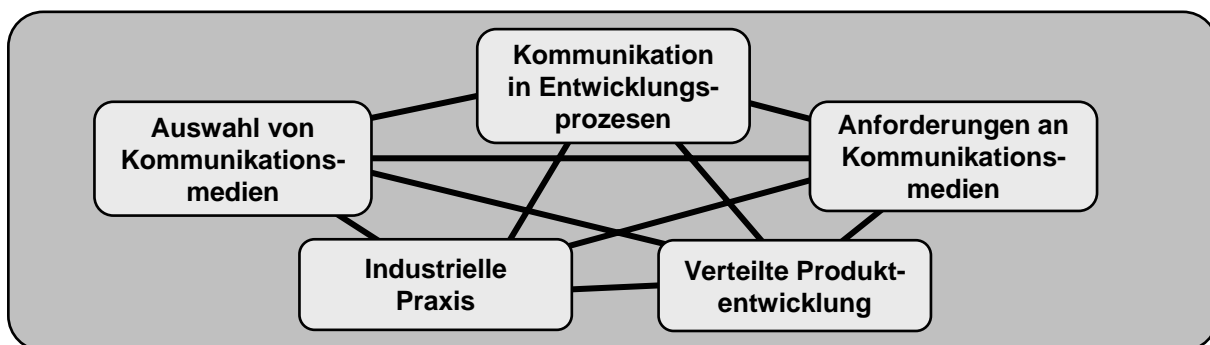 Kommunikation
in Entwicklungs-
prozesen
Auswahl von
Kommunikations-
medien
Anforderungen an
Kommunikations-
medien
Industrielle
Praxis
Verteilte Produkt-
entwicklung